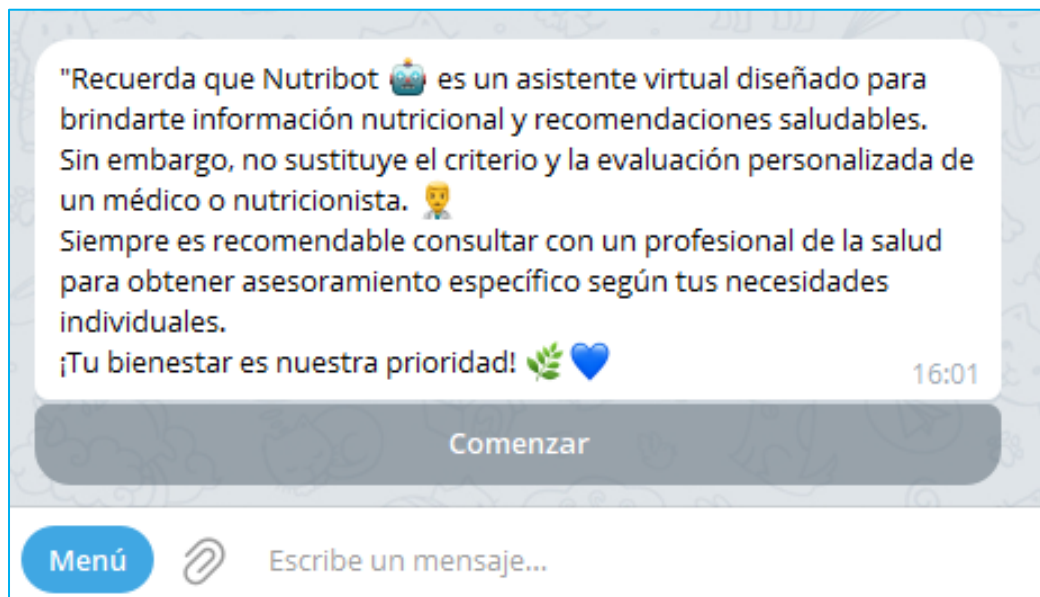 "Recuerda que Nutribot 🤖 es un asistente virtual diseñado para
brindarte información nutricional y recomendaciones saludables.
Sin embargo, no sustituye el criterio y la evaluación personalizada de
un médico o nutricionista. 👨‍⚕️
Siempre es recomendable consultar con un profesional de la salud
para obtener asesoramiento específico según tus necesidades
individuales.
¡Tu bienestar es nuestra prioridad! 🌿💙
16:01
Comenzar
Menú
Escribe un mensaje...